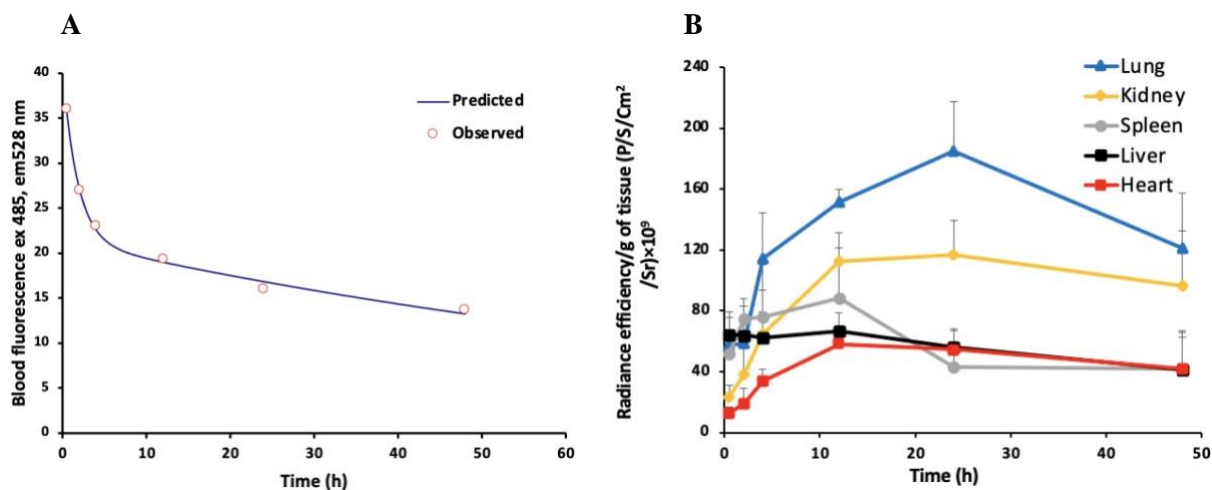 A
Blood fluorescence ex 485, em528 nm
40
35
30
25
20
15
10
5
0
0 10 20 30 40 50 60
Time (h)
Predicted
Observed
B
Radiance efficiency/g of tissue (P/S/Cm²
/Sr)×10⁹
240
200
160
120
80
40
0
0 10 20 30 40 50
Time (h)
Lung
Kidney
Spleen
Liver
Heart